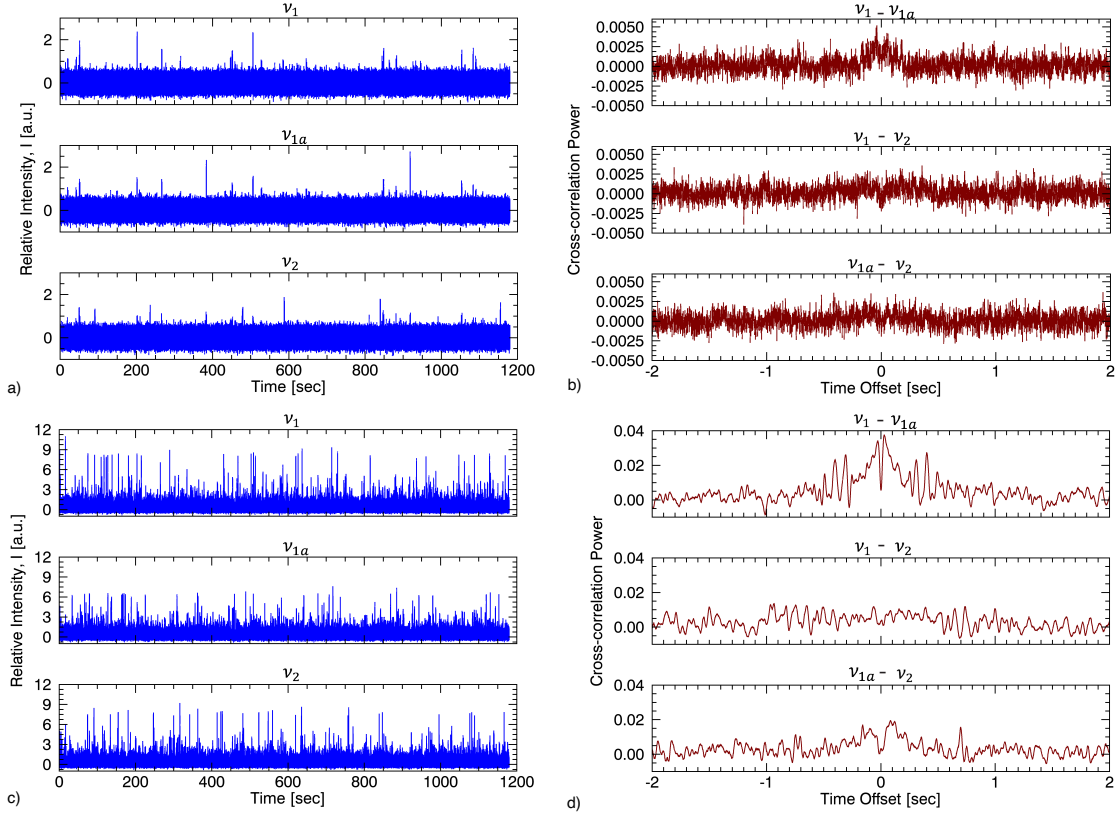 ν1
2
0
ν1a
2
0
ν2
2
0
0 200 400 600 800 1000 1200
Time [sec]
Relative Intensity, I [a.u.]
a)
ν1 - ν1a
0.0050
0.0025
0.0000
-0.0025
-0.0050
ν1 - ν2
0.0050
0.0025
0.0000
-0.0025
-0.0050
ν1a - ν2
0.0050
0.0025
0.0000
-0.0025
-0.0050
-2 -1 0 1 2
Time Offset [sec]
Cross-correlation Power
b)
ν1
12
9
6
3
0
ν1a
12
9
6
3
0
ν2
12
9
6
3
0
0 200 400 600 800 1000 1200
Time [sec]
Relative Intensity, I [a.u.]
c)
ν1 - ν1a
0.04
0.02
0.00
ν1 - ν2
0.04
0.02
0.00
ν1a - ν2
0.04
0.02
0.00
-2 -1 0 1 2
Time Offset [sec]
Cross-correlation Power
d)